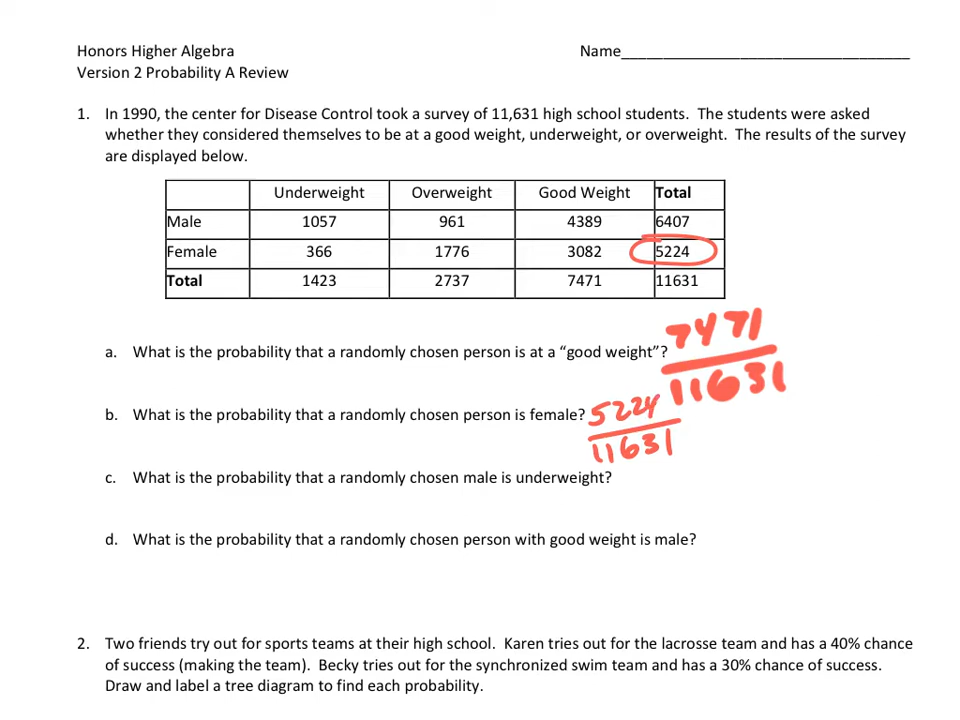 Honors Higher Algebra Name__________________________________
Version 2 Probability A Review
1. In 1990, the center for Disease Control took a survey of 11,631 high school students. The students were asked
whether they considered themselves to be at a good weight, underweight, or overweight. The results of the survey
are displayed below.
Underweight Overweight Good Weight Total
Male 1057 961 4389 6407
Female 366 1776 3082 5224
Total 1423 2737 7471 11631
a. What is the probability that a randomly chosen person is at a “good weight”? 7471
11631
b. What is the probability that a randomly chosen person is female? 5224
11631
c. What is the probability that a randomly chosen male is underweight?
d. What is the probability that a randomly chosen person with good weight is male?
2. Two friends try out for sports teams at their high school. Karen tries out for the lacrosse team and has a 40% chance
of success (making the team). Becky tries out for the synchronized swim team and has a 30% chance of success.
Draw and label a tree diagram to find each probability.